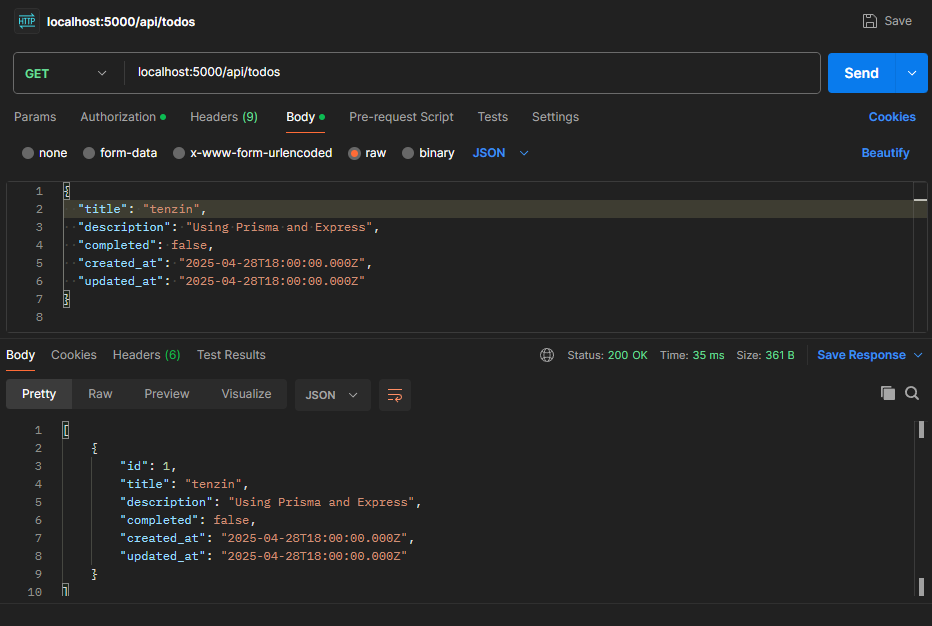 HTTP localhost:5000/api/todos Save
GET localhost:5000/api/todos Send
Params Authorization Headers (9) Body Pre-request Script Tests Settings Cookies
none form-data x-www-form-urlencoded raw binary JSON Beautify
1 {
2 "title": "tenzin",
3 "description": "Using Prisma and Express",
4 "completed": false,
5 "created_at": "2025-04-28T18:00:00.000Z",
6 "updated_at": "2025-04-28T18:00:00.000Z"
7 }
8
Body Cookies Headers (6) Test Results Status: 200 OK Time: 35 ms Size: 361 B Save Response
Pretty Raw Preview Visualize JSON
1 [
2 {
3 "id": 1,
4 "title": "tenzin",
5 "description": "Using Prisma and Express",
6 "completed": false,
7 "created_at": "2025-04-28T18:00:00.000Z",
8 "updated_at": "2025-04-28T18:00:00.000Z"
9 }
10 ]